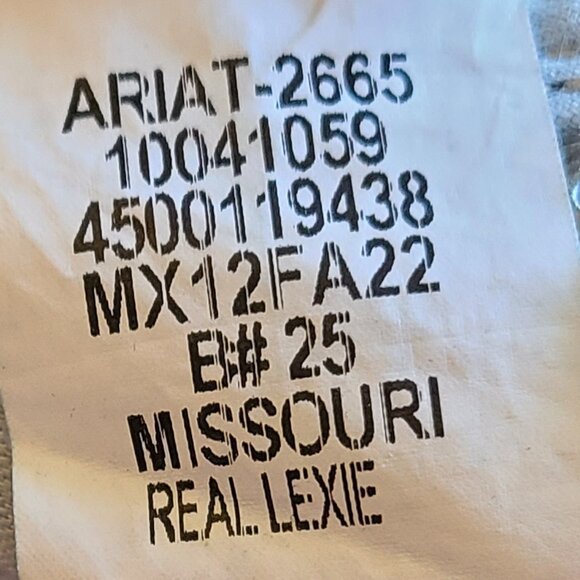 ARIAT-2665
10041059
4500119438
MX12FA22
B# 25
MISSOURI
REAL LEXIE